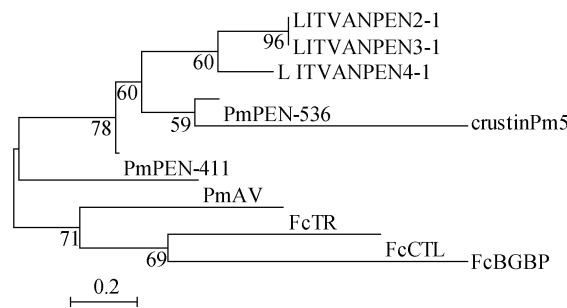 LITVANPEN2-1
96
LITVANPEN3-1
60
L ITVANPEN4-1
60
PmPEN-536
59
crustinPm5
78
PmPEN-411
PmAV
71
FcTR
FcCTL
69
FcBGBP
0.2